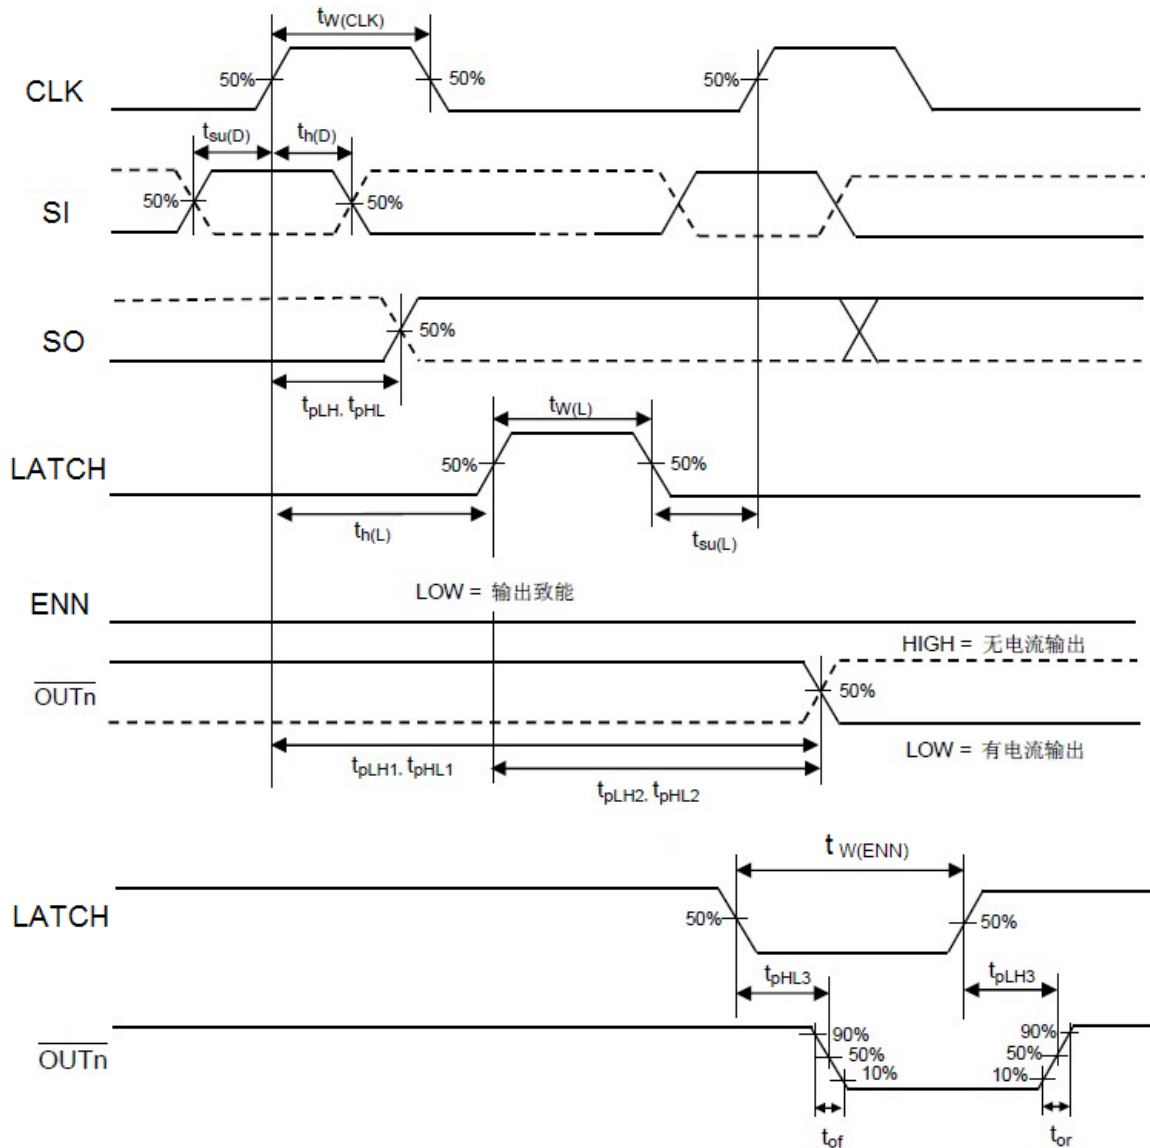 tW(CLK)
50%
50%
50%
CLK
tsu(D)
th(D)
50%
50%
SI
50%
SO
tpLH. tpHL
tW(L)
50%
50%
LATCH
th(L)
tsu(L)
LOW = 输出致能
ENN
HIGH = 无电流输出
OUTn
50%
LOW = 有电流输出
tpLH1. tpHL1
tpLH2. tpHL2
t W(ENN)
LATCH
50%
50%
tpHL3
tpLH3
OUTn
90%
50%
10%
90%
50%
10%
tof
tor